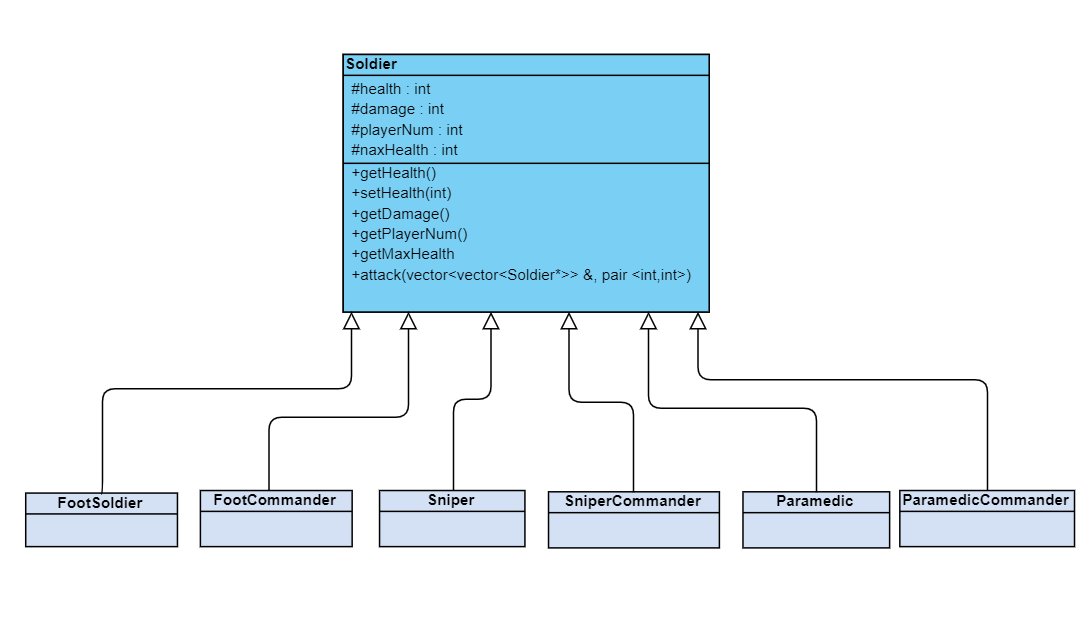 Soldier
#health : int
#damage : int
#playerNum : int
#naxHealth : int
+getHealth()
+setHealth(int)
+getDamage()
+getPlayerNum()
+getMaxHealth
+attack(vector<vector<Soldier*>> &, pair <int,int>)
FootSoldier
FootCommander
Sniper
SniperCommander
Paramedic
ParamedicCommander